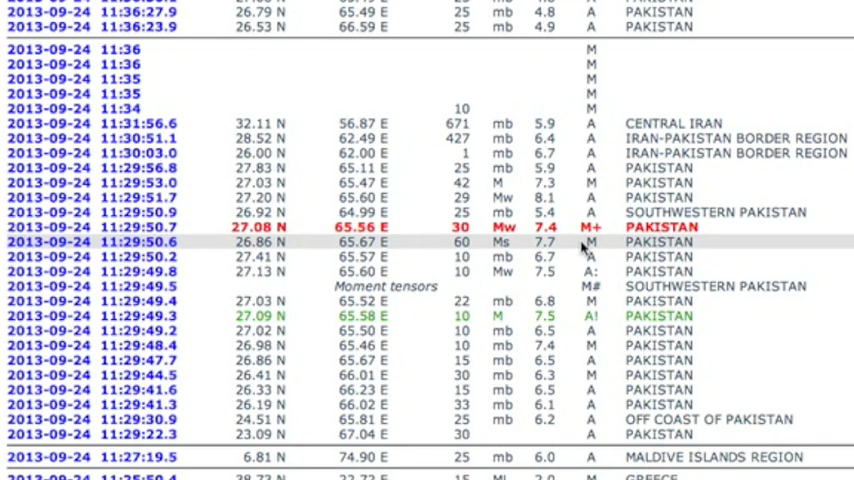 2013-09-24 11:36:27.9 26.79 N 65.49 E 25 mb 4.8 A PAKISTAN
2013-09-24 11:36:23.9 26.53 N 66.59 E 25 mb 4.9 A PAKISTAN
2013-09-24 11:36 M
2013-09-24 11:36 M
2013-09-24 11:35 M
2013-09-24 11:35 M
2013-09-24 11:34 10 M
2013-09-24 11:31:56.6 32.11 N 56.87 E 671 mb 5.9 A CENTRAL IRAN
2013-09-24 11:30:51.1 28.52 N 62.49 E 427 mb 6.4 A IRAN-PAKISTAN BORDER REGION
2013-09-24 11:30:03.0 26.00 N 62.00 E 1 mb 6.7 A IRAN-PAKISTAN BORDER REGION
2013-09-24 11:29:56.8 27.83 N 65.11 E 25 mb 5.9 A PAKISTAN
2013-09-24 11:29:53.0 27.03 N 65.47 E 42 M 7.3 M PAKISTAN
2013-09-24 11:29:51.7 27.20 N 65.60 E 29 Mw 8.1 A PAKISTAN
2013-09-24 11:29:50.9 26.92 N 64.99 E 25 mb 5.4 A SOUTHWESTERN PAKISTAN
2013-09-24 11:29:50.7 27.08 N 65.56 E 30 Mw 7.4 M+ PAKISTAN
2013-09-24 11:29:50.6 26.86 N 65.67 E 60 Ms 7.7 M PAKISTAN
2013-09-24 11:29:50.2 27.41 N 65.57 E 10 mb 6.7 A PAKISTAN
2013-09-24 11:29:49.8 27.13 N 65.60 E 10 Mw 7.5 A: PAKISTAN
2013-09-24 11:29:49.5 Moment tensors M# SOUTHWESTERN PAKISTAN
2013-09-24 11:29:49.4 27.03 N 65.52 E 22 mb 6.8 M PAKISTAN
2013-09-24 11:29:49.3 27.09 N 65.58 E 10 M 7.5 A! PAKISTAN
2013-09-24 11:29:49.2 27.02 N 65.50 E 10 mb 6.5 A PAKISTAN
2013-09-24 11:29:48.4 26.98 N 65.46 E 10 mb 7.4 M PAKISTAN
2013-09-24 11:29:47.7 26.86 N 65.67 E 15 mb 6.5 A PAKISTAN
2013-09-24 11:29:44.5 26.41 N 66.01 E 30 mb 6.3 M PAKISTAN
2013-09-24 11:29:41.6 26.33 N 66.23 E 15 mb 6.5 A PAKISTAN
2013-09-24 11:29:41.3 26.19 N 66.02 E 33 mb 6.1 A PAKISTAN
2013-09-24 11:29:30.9 24.51 N 65.81 E 25 mb 6.2 A OFF COAST OF PAKISTAN
2013-09-24 11:29:22.3 23.09 N 67.04 E 30 A PAKISTAN
2013-09-24 11:27:19.5 6.81 N 74.90 E 25 mb 6.0 A MALDIVE ISLANDS REGION
2013-09-24 11:25:50.4 38.73 N 22.72 E 15 ML 2.0 M GREECE